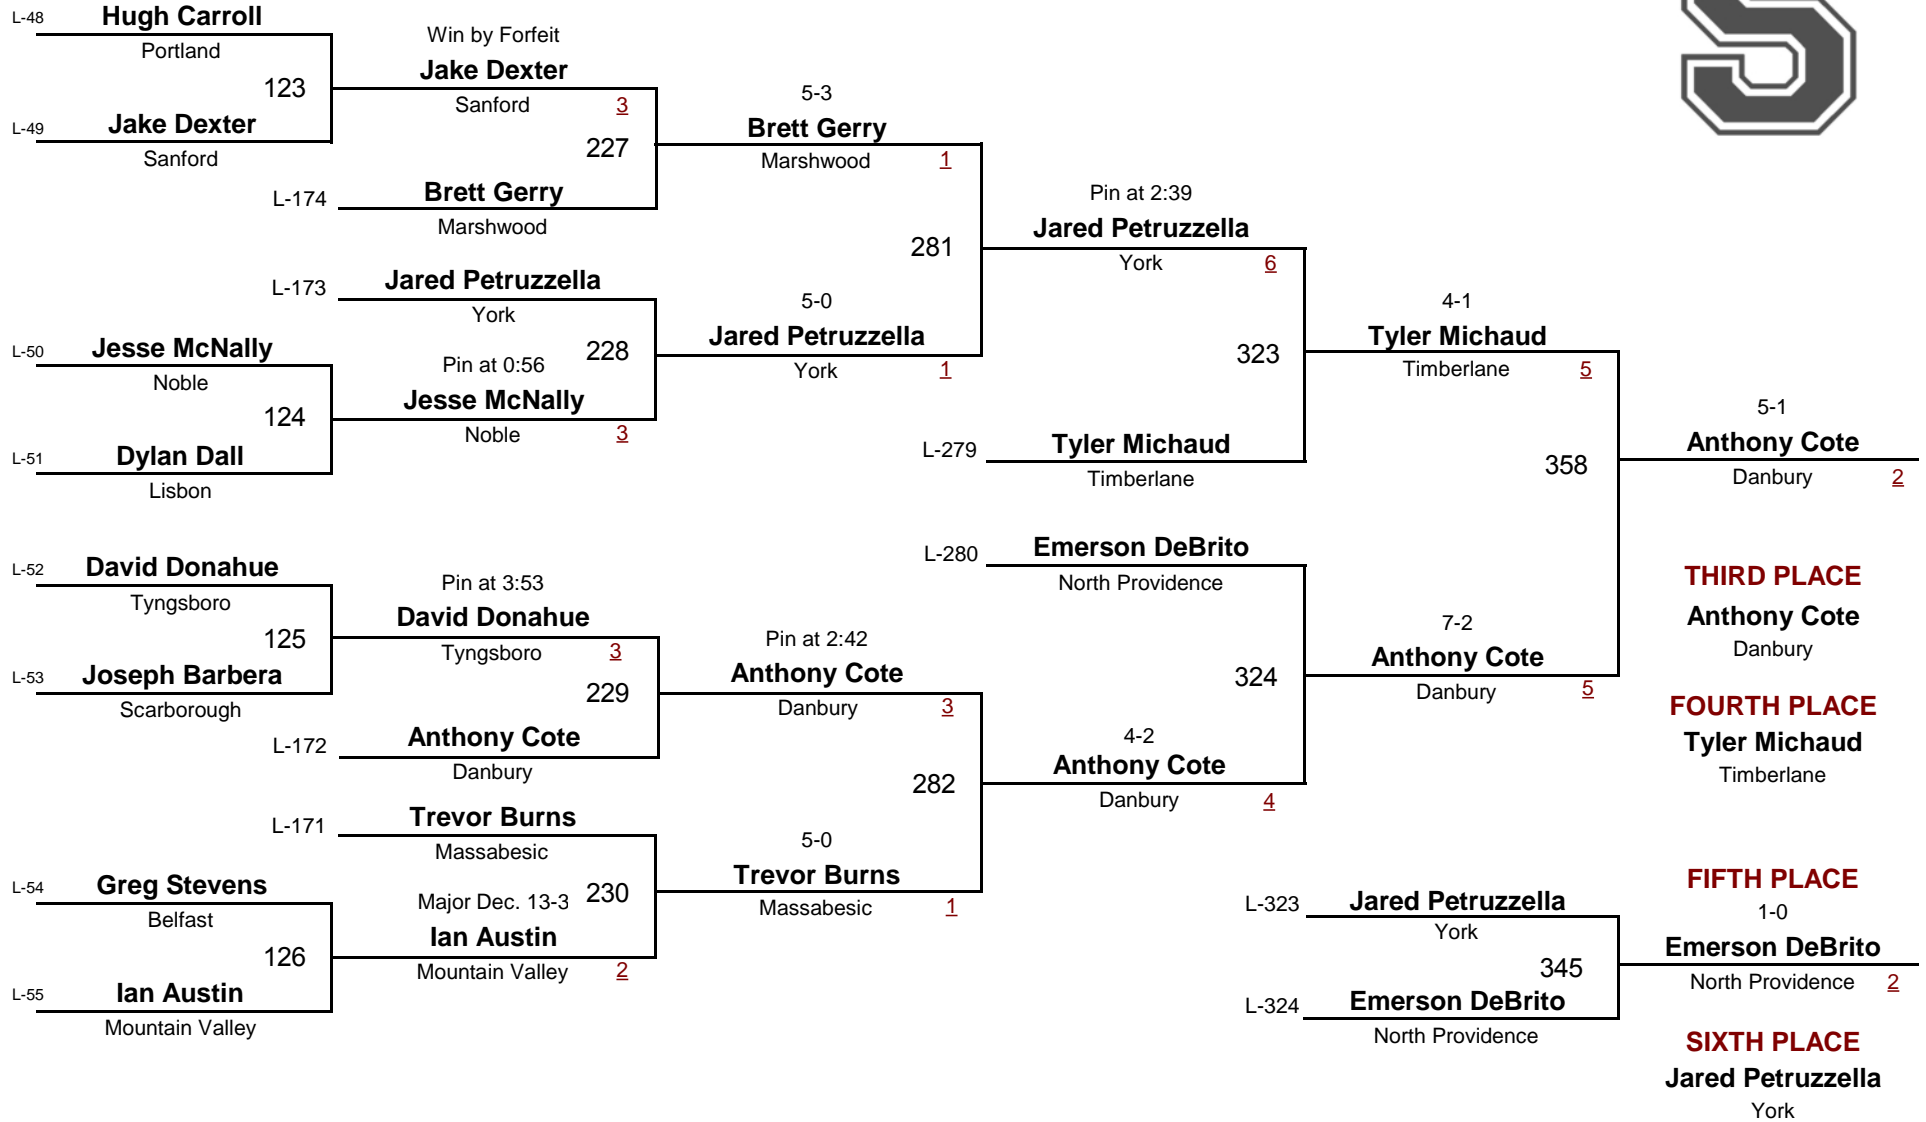 L-48
Hugh Carroll
Portland
123
L-49
Jake Dexter
Sanford
Win by Forfeit
Jake Dexter
Sanford 3
227
L-174
Brett Gerry
Marshwood
5-3
Brett Gerry
Marshwood 1
281
L-173
Jared Petruzzella
York
228
L-50
Jesse McNally
Noble
124
L-51
Dylan Dall
Lisbon
Pin at 0:56
Jesse McNally
Noble 3
5-0
Jared Petruzzella
York 1
Pin at 2:39
Jared Petruzzella
York 6
323
L-279
Tyler Michaud
Timberlane
4-1
Tyler Michaud
Timberlane 5
358
5-1
Anthony Cote
Danbury 2
L-52
David Donahue
Tyngsboro
125
L-53
Joseph Barbera
Scarborough
Pin at 3:53
David Donahue
Tyngsboro 3
229
L-172
Anthony Cote
Danbury
Pin at 2:42
Anthony Cote
Danbury 3
282
L-171
Trevor Burns
Massabesic
230
L-54
Greg Stevens
Belfast
126
L-55
Ian Austin
Mountain Valley
Major Dec. 13-3
Ian Austin
Mountain Valley 2
5-0
Trevor Burns
Massabesic 1
L-280
Emerson DeBrito
North Providence
324
4-2
Anthony Cote
Danbury 4
7-2
Anthony Cote
Danbury 5
THIRD PLACE
Anthony Cote
Danbury
FOURTH PLACE
Tyler Michaud
Timberlane
L-323
Jared Petruzzella
York
345
L-324
Emerson DeBrito
North Providence
FIFTH PLACE
1-0
Emerson DeBrito
North Providence 2
SIXTH PLACE
Jared Petruzzella
York